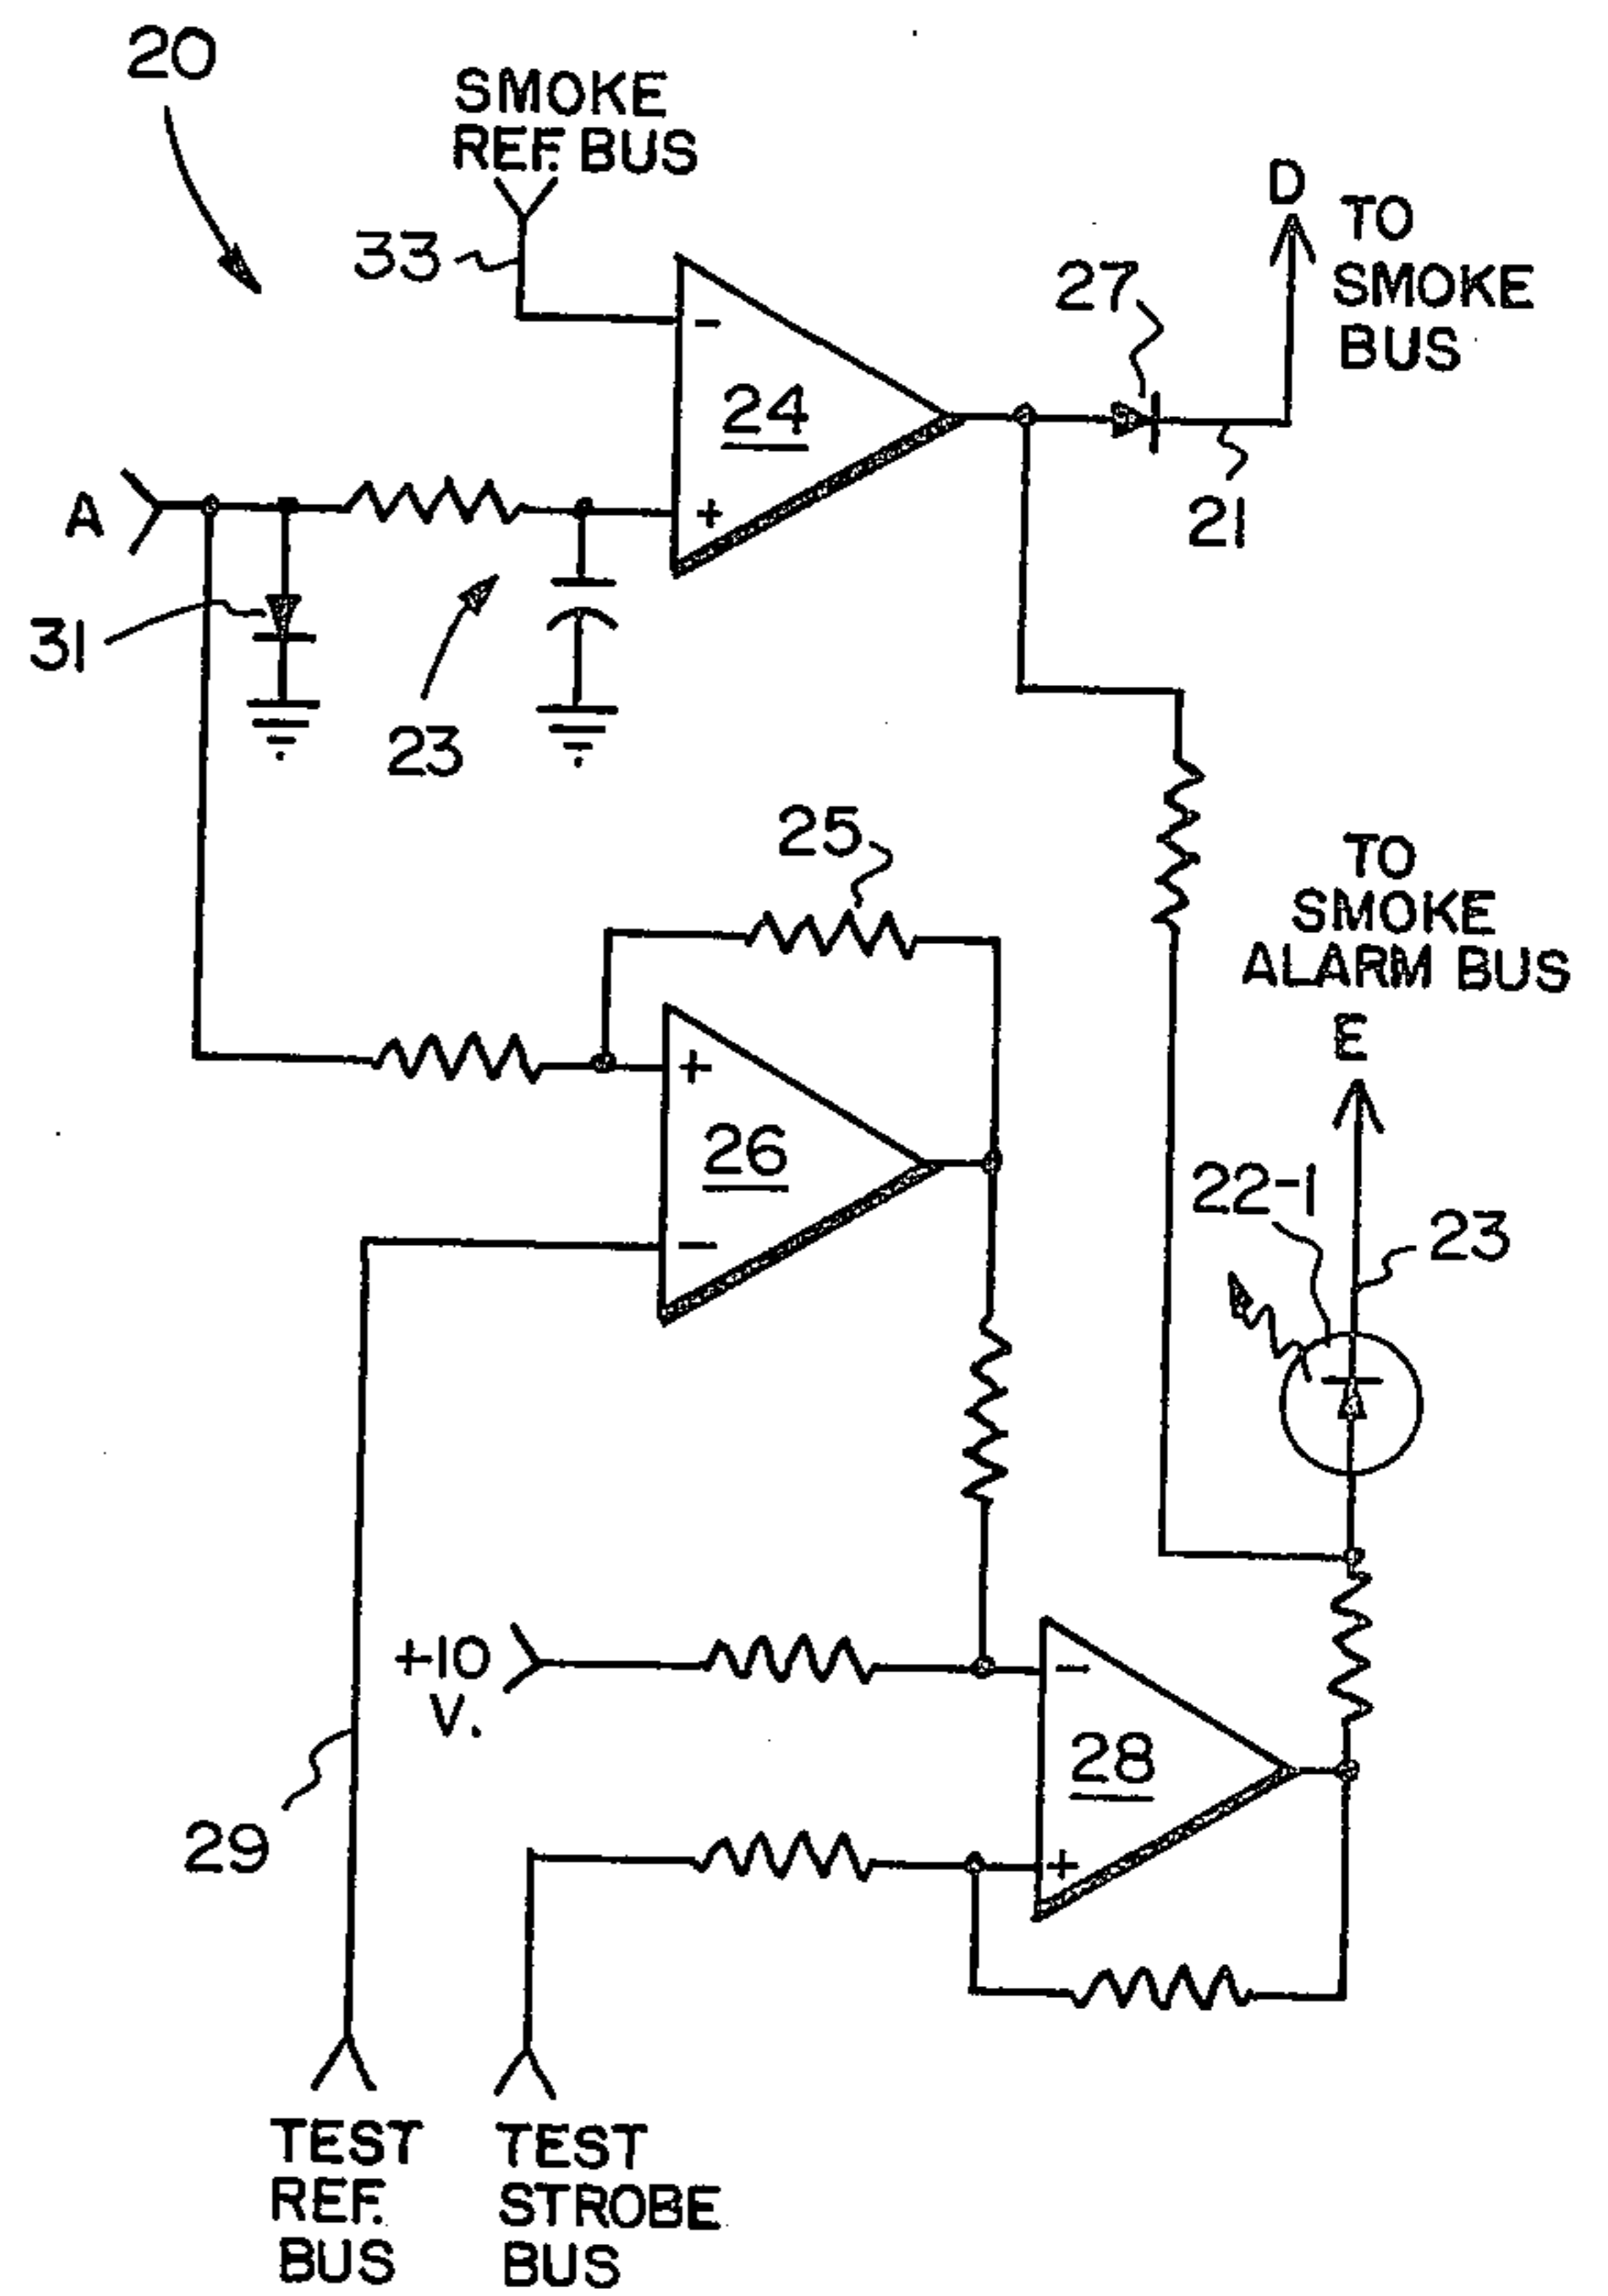 20
SMOKE
REF. BUS
33
D
TO
SMOKE
BUS
27
-
24
+
21
A
31
23
25
TO
SMOKE
ALARM BUS
E
+
26
-
22-1
23
+10
V.
-
28
+
29
TEST
REF.
BUS
TEST
STROBE
BUS